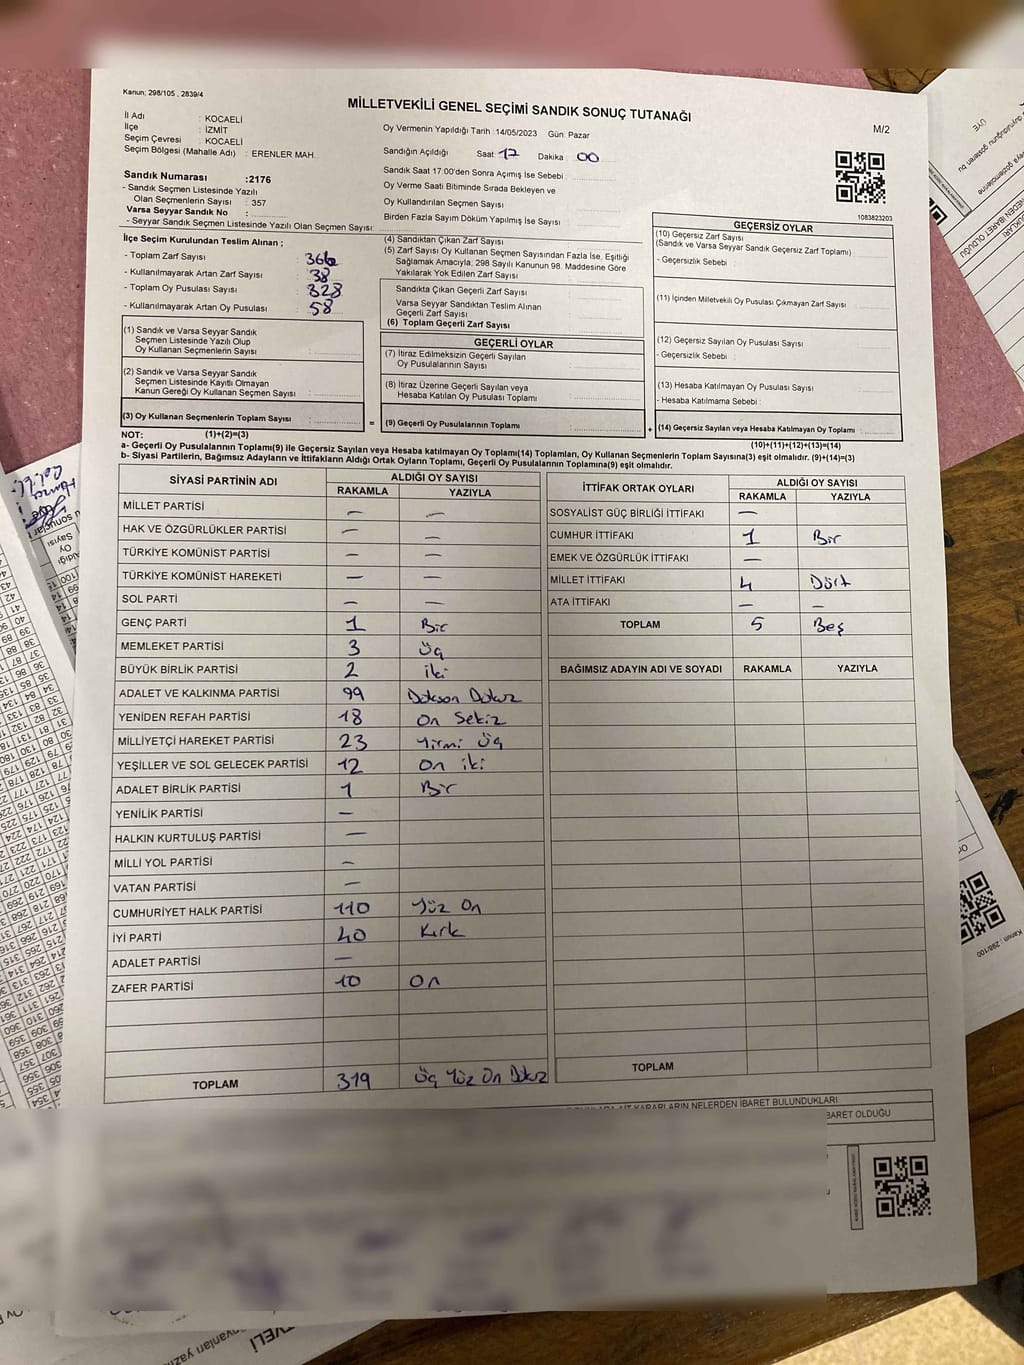 Kanun; 298/105 , 2839/4
MİLLETVEKİLİ GENEL SEÇİMİ SANDIK SONUÇ TUTANAĞI
M/2
İl Adı : KOCAELİ
İlçe : İZMİT
Seçim Çevresi : KOCAELİ
Seçim Bölgesi (Mahalle Adı) : ERENLER MAH.
Oy Vermenin Yapıldığı Tarih :14/05/2023 Gün: Pazar
Sandığın Açıldığı Saat 17 Dakika 00
Sandık Saat 17:00'den Sonra Açımış İse Sebebi :
Oy Verme Saati Bitiminde Sırada Bekleyen ve
Oy Kullandırılan Seçmen Sayısı
Birden Fazla Sayım Döküm Yapılmış İse Sayısı :
1083823203
Sandık Numarası :2176
- Sandık Seçmen Listesinde Yazılı
Olan Seçmenlerin Sayısı : 357
Varsa Seyyar Sandık No :
- Seyyar Sandık Seçmen Listesinde Yazılı Olan Seçmen Sayısı:
İlçe Seçim Kurulundan Teslim Alınan ;
- Toplam Zarf Sayısı : 366
- Kullanılmayarak Artan Zarf Sayısı : 38
- Toplam Oy Pusulası Sayısı : 328
- Kullanılmayarak Artan Oy Pusulası : 58
(4) Sandıktan Çıkan Zarf Sayısı
(5) Zarf Sayısı Oy Kullanan Seçmen Sayısından Fazla İse, Eşitliği
Sağlamak Amacıyla; 298 Sayılı Kanunun 98. Maddesine Göre
Yakılarak Yok Edilen Zarf Sayısı
Sandıkta Çıkan Geçerli Zarf Sayısı
Varsa Seyyar Sandıktan Teslim Alınan
Geçerli Zarf Sayısı
(6) Toplam Geçerli Zarf Sayısı
GEÇERSİZ OYLAR
(10) Geçersiz Zarf Sayısı
(Sandık ve Varsa Seyyar Sandık Geçersiz Zarf Toplamı)
- Geçersizlik Sebebi :
(11) İçinden Milletvekili Oy Pusulası Çıkmayan Zarf Sayısı
(12) Geçersiz Sayılan Oy Pusulası Sayısı
- Geçersizlik Sebebi :
(13) Hesaba Katılmayan Oy Pusulası Sayısı
- Hesaba Katılmama Sebebi :
(1) Sandık ve Varsa Seyyar Sandık
Seçmen Listesinde Yazılı Olup
Oy Kullanan Seçmenlerin Sayısı :
(2) Sandık ve Varsa Seyyar Sandık
Seçmen Listesinde Kayıtlı Olmayan
Kanun Gereği Oy Kullanan Seçmen Sayısı :
GEÇERLİ OYLAR
(7) İtiraz Edilmeksizin Geçerli Sayılan
Oy Pusulalarının Sayısı
(8) İtiraz Üzerine Geçerli Sayılan veya
Hesaba Katılan Oy Pusulası Toplamı
(3) Oy Kullanan Seçmenlerin Toplam Sayısı : = (9) Geçerli Oy Pusulalarının Toplamı + (14) Geçersiz Sayılan veya Hesaba Katılmayan Oy Toplamı
(1)+(2)=(3)
(10)+(11)+(12)+(13)=(14)
NOT:
a- Geçerli Oy Pusulalarının Toplamı(9) ile Geçersiz Sayılan veya Hesaba katılmayan Oy Toplamı(14) Toplamları, Oy Kullanan Seçmenlerin Toplam Sayısına(3) eşit olmalıdır. (9)+(14)=(3)
b- Siyasi Partilerin, Bağımsız Adayların ve İttifakların Aldığı Ortak Oyların Toplamı, Geçerli Oy Pusulalarının Toplamına(9) eşit olmalıdır.
SİYASİ PARTİNİN ADI ALDIĞI OY SAYISI
RAKAMLA YAZIYLA
MİLLET PARTİSİ — —
HAK VE ÖZGÜRLÜKLER PARTİSİ — —
TÜRKİYE KOMÜNİST PARTİSİ — —
TÜRKİYE KOMÜNİST HAREKETİ — —
SOL PARTİ — —
GENÇ PARTİ 1 Bir
MEMLEKET PARTİSİ 3 Üç
BÜYÜK BİRLİK PARTİSİ 2 iki
ADALET VE KALKINMA PARTİSİ 99 Doksan Dokuz
YENİDEN REFAH PARTİSİ 18 On Sekiz
MİLLİYETÇİ HAREKET PARTİSİ 23 Yirmi Üç
YEŞİLLER VE SOL GELECEK PARTİSİ 12 On iki
ADALET BİRLİK PARTİSİ 1 Bir
YENİLİK PARTİSİ —
HALKIN KURTULUŞ PARTİSİ —
MİLLİ YOL PARTİSİ —
VATAN PARTİSİ —
CUMHURİYET HALK PARTİSİ 110 Yüz On
İYİ PARTİ 40 Kırk
ADALET PARTİSİ —
ZAFER PARTİSİ 10 On
TOPLAM 319 Üç Yüz On Dokuz
İTTİFAK ORTAK OYLARI ALDIĞI OY SAYISI
RAKAMLA YAZIYLA
SOSYALİST GÜÇ BİRLİĞİ İTTİFAKI —
CUMHUR İTTİFAKI 1 Bir
EMEK VE ÖZGÜRLÜK İTTİFAKI —
MİLLET İTTİFAKI 4 Dört
ATA İTTİFAKI — —
TOPLAM 5 Beş
BAĞIMSIZ ADAYIN ADI VE SOYADI RAKAMLA YAZIYLA
TOPLAM
KARARLARIN NELERDEN İBARET BULUNDUKLARI
BARET OLDUĞU